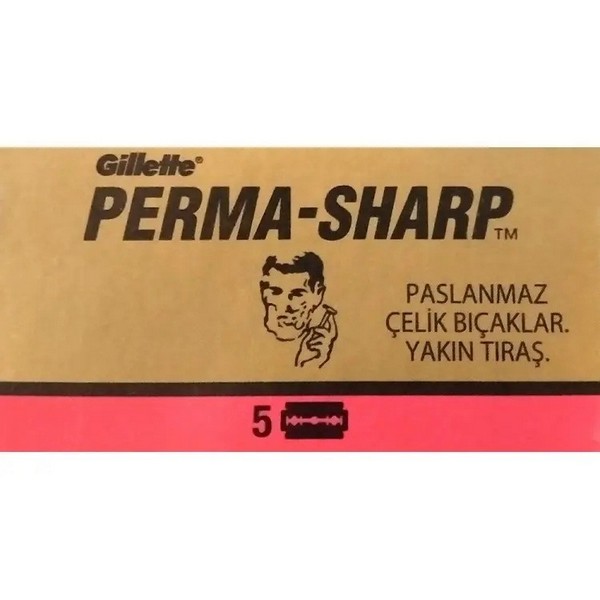 Gillette®
PERMA-SHARP™
PASLANMAZ
ÇELİK BIÇAKLAR.
YAKIN TIRAŞ.
5